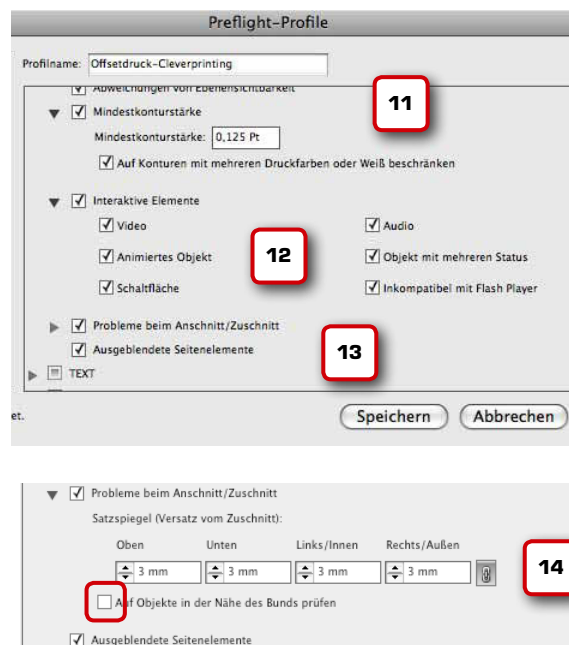 Preflight-Profile
Profilname: Offsetdruck-Cleverprinting
Abweichungen von Ebenensichtbarkeit
11
Mindestkonturstärke
Mindestkonturstärke: 0,125 Pt
Auf Konturen mit mehreren Druckfarben oder Weiß beschränken
Interaktive Elemente
Video Audio
Animiertes Objekt 12 Objekt mit mehreren Status
Schaltfläche Inkompatibel mit Flash Player
Probleme beim Anschnitt/Zuschnitt
Ausgeblendete Seitenelemente 13
TEXT
et. Speichern Abbrechen
Probleme beim Anschnitt/Zuschnitt
Satzspiegel (Versatz vom Zuschnitt):
Oben Unten Links/Innen Rechts/Außen
3 mm 3 mm 3 mm 3 mm 14
Auf Objekte in der Nähe des Bunds prüfen
Ausgeblendete Seitenelemente